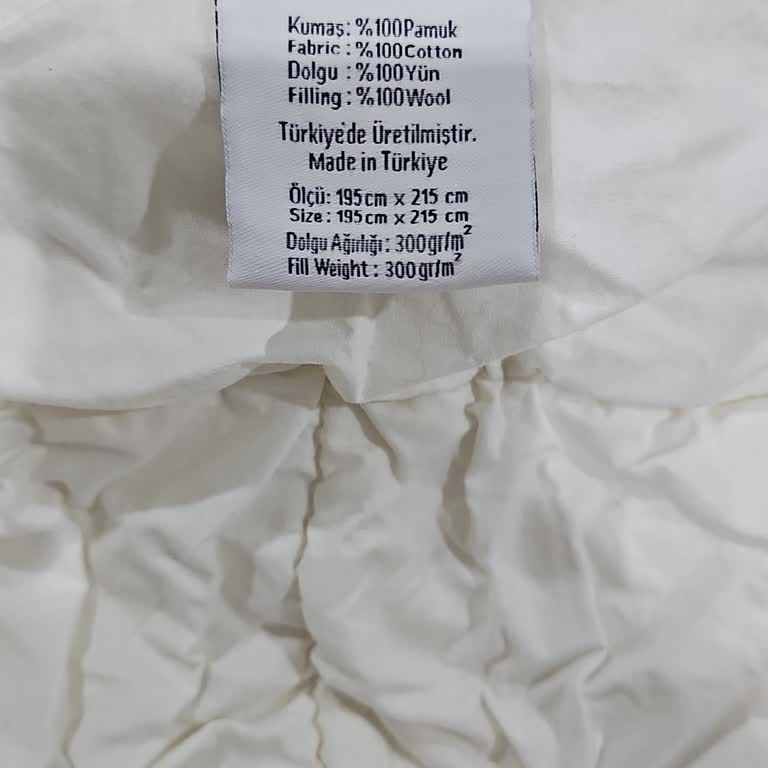 Kumaş: %100Pamuk
Fabric : %100Cotton
Dolgu : %100Yün
Filling : %100Wool
Türkiye'de Üretilmiştir.
Made in Türkiye
Ölçü: 195cm x 215 cm
Size : 195cm x 215 cm
Dolgu Ağırlığı : 300gr/m²
Fill Weight : 300gr/m²